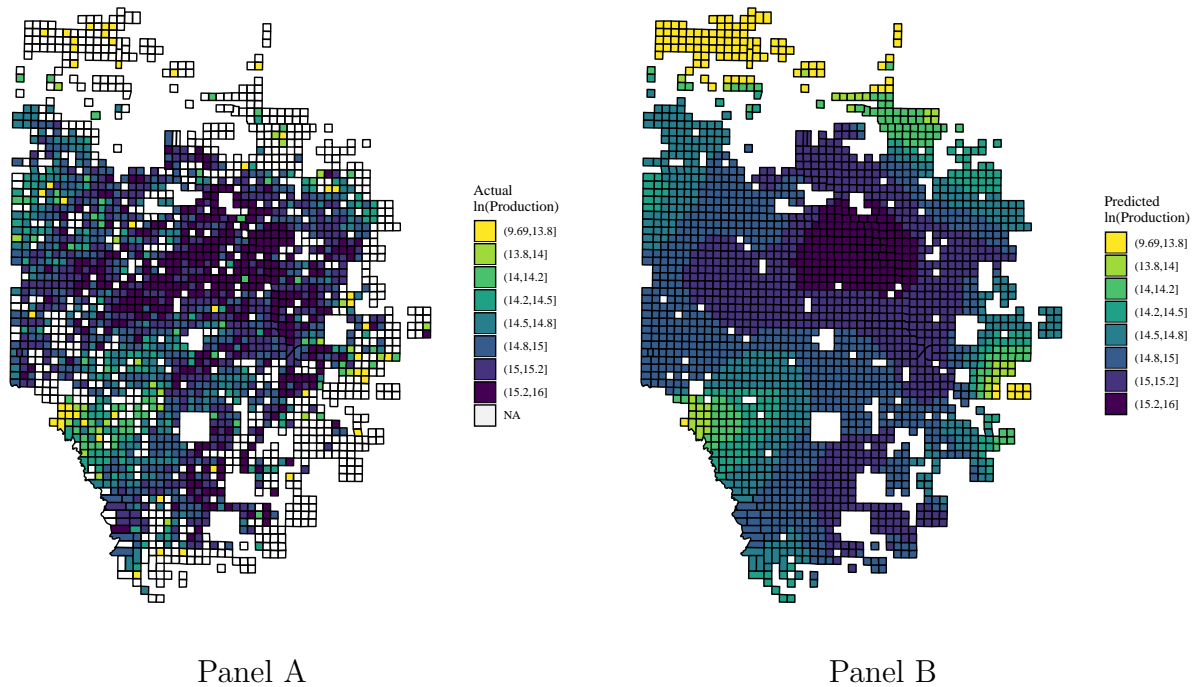 Actual
ln(Production)
(9.69,13.8]
(13.8,14]
(14,14.2]
(14.2,14.5]
(14.5,14.8]
(14.8,15]
(15,15.2]
(15.2,16]
NA
Predicted
ln(Production)
(9.69,13.8]
(13.8,14]
(14,14.2]
(14.2,14.5]
(14.5,14.8]
(14.8,15]
(15,15.2]
(15.2,16]
Panel A
Panel B